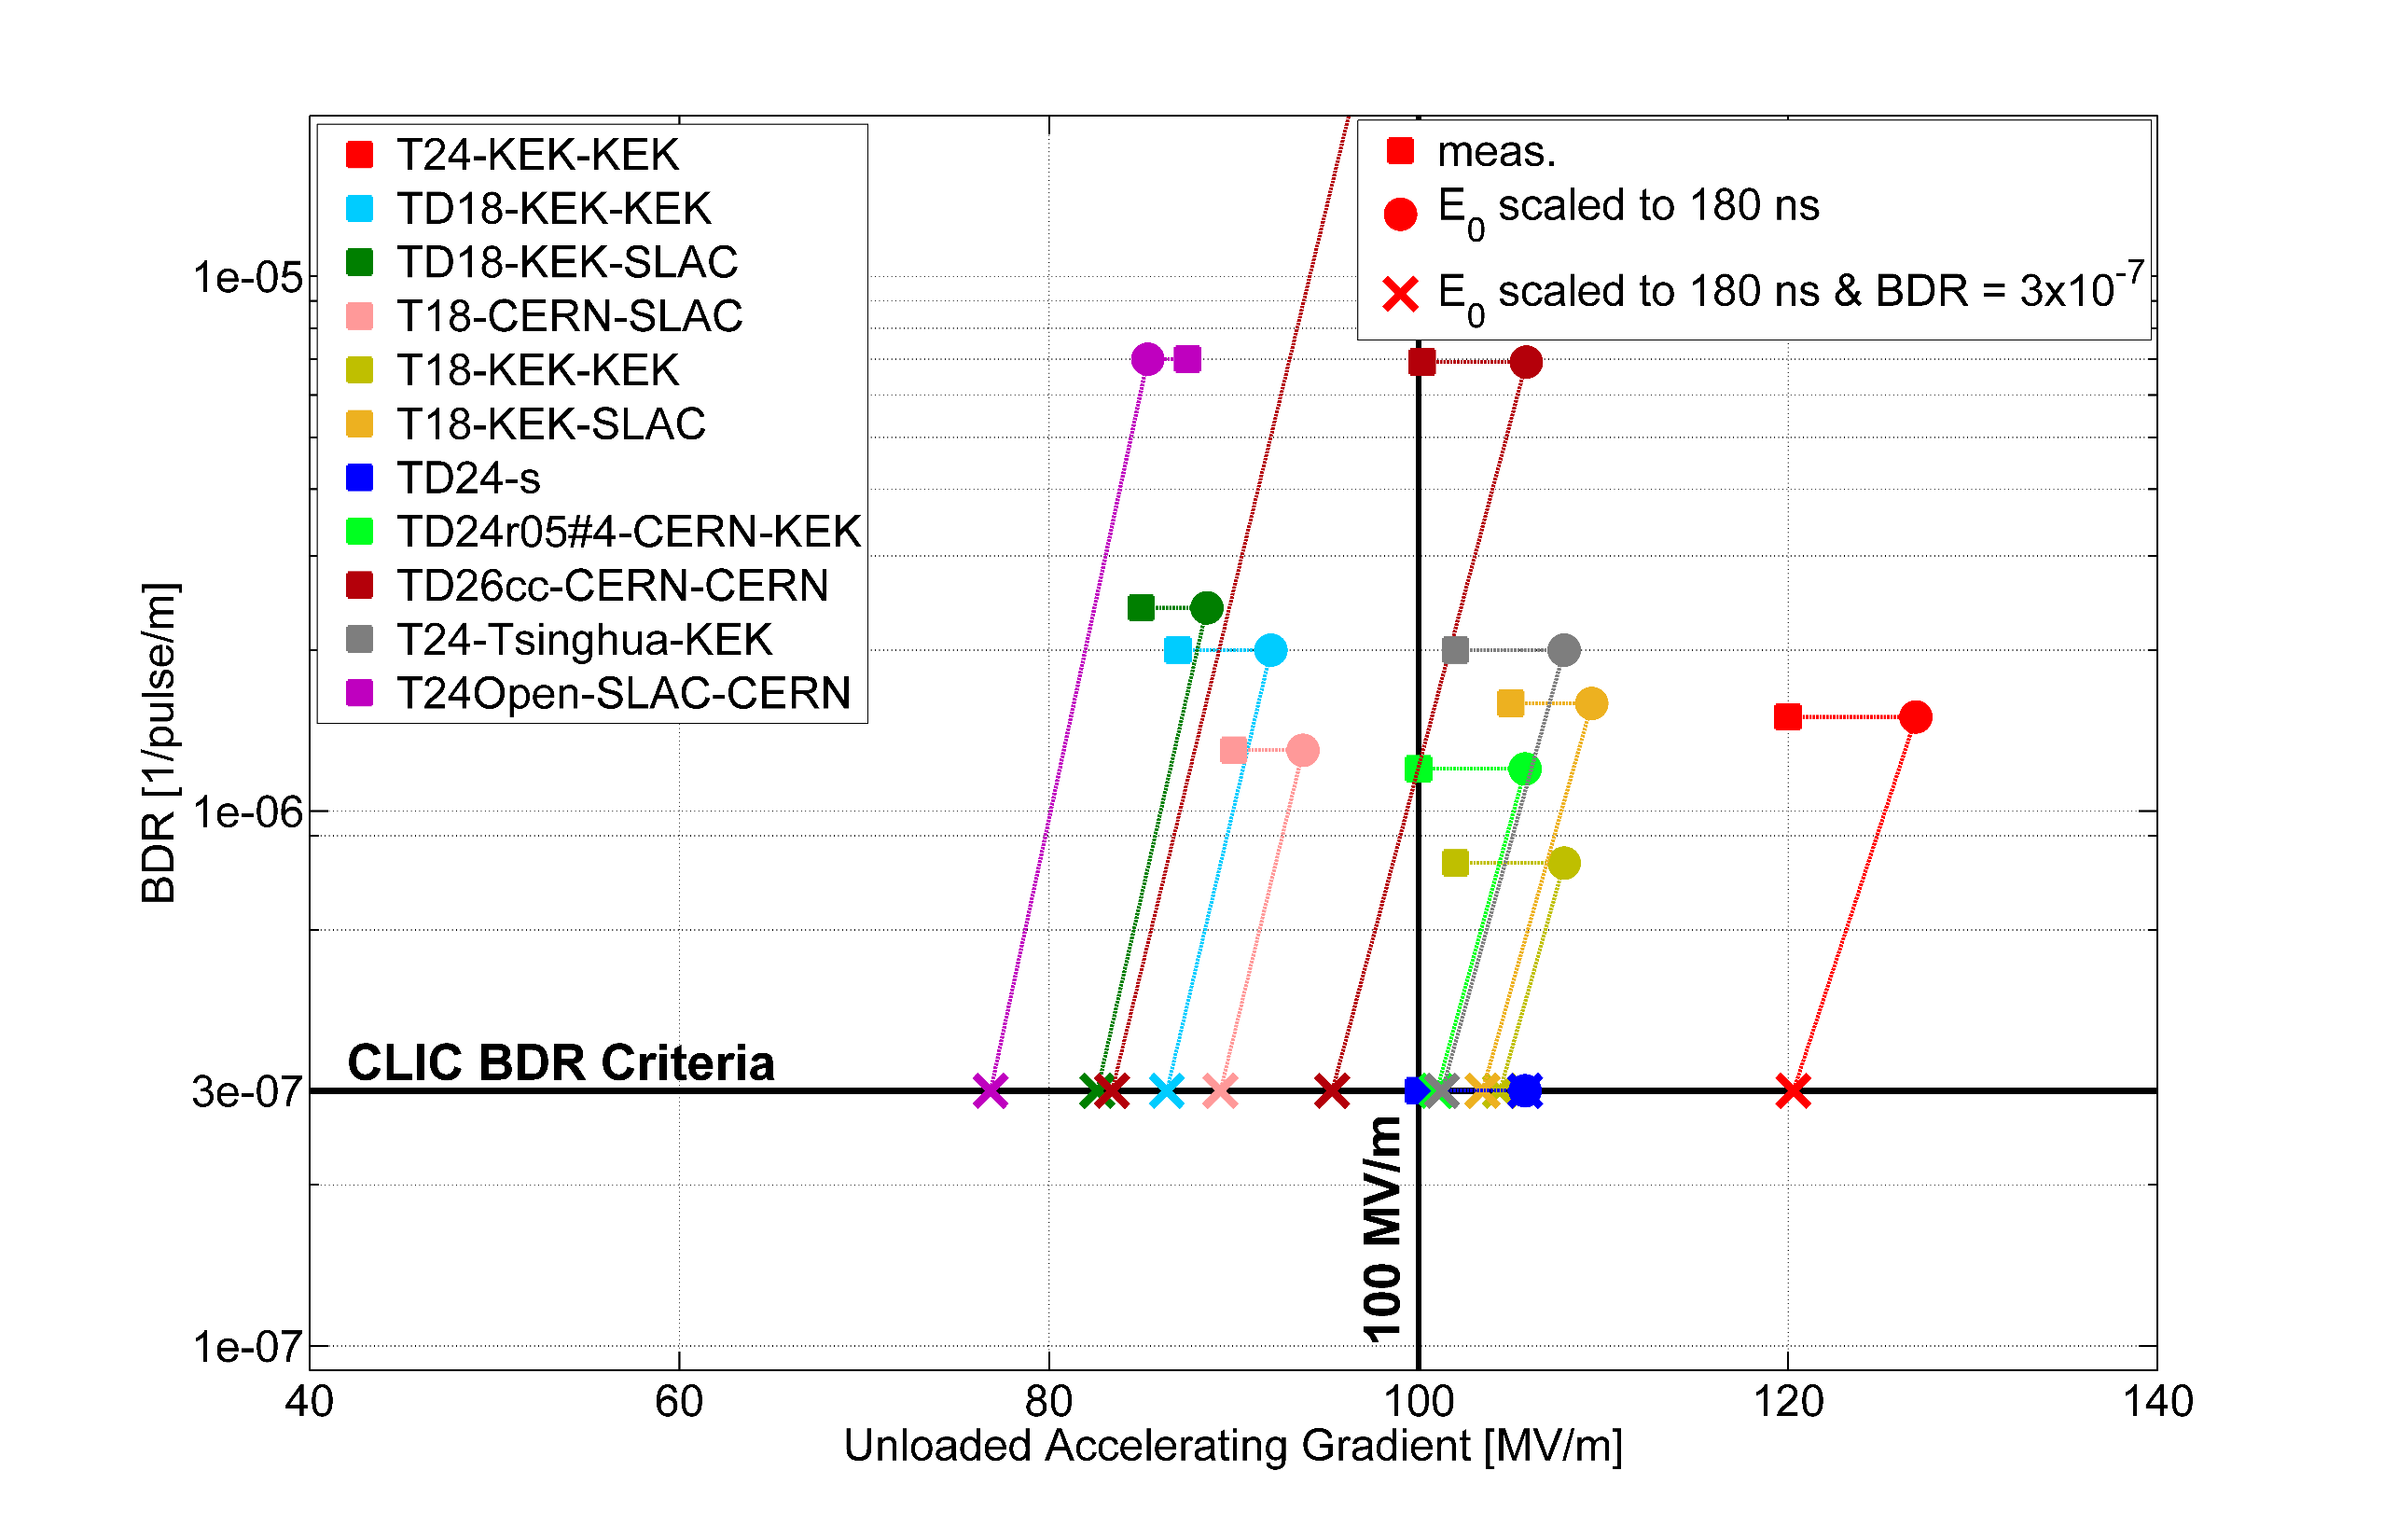 T24-KEK-KEK
TD18-KEK-KEK
TD18-KEK-SLAC
T18-CERN-SLAC
T18-KEK-KEK
T18-KEK-SLAC
TD24-s
TD24r05#4-CERN-KEK
TD26cc-CERN-CERN
T24-Tsinghua-KEK
T24Open-SLAC-CERN
meas.
E0 scaled to 180 ns
E0 scaled to 180 ns & BDR = 3x10-7
1e-05
1e-06
3e-07
1e-07
BDR [1/pulse/m]
CLIC BDR Criteria
100 MV/m
40 60 80 100 120 140
Unloaded Accelerating Gradient [MV/m]